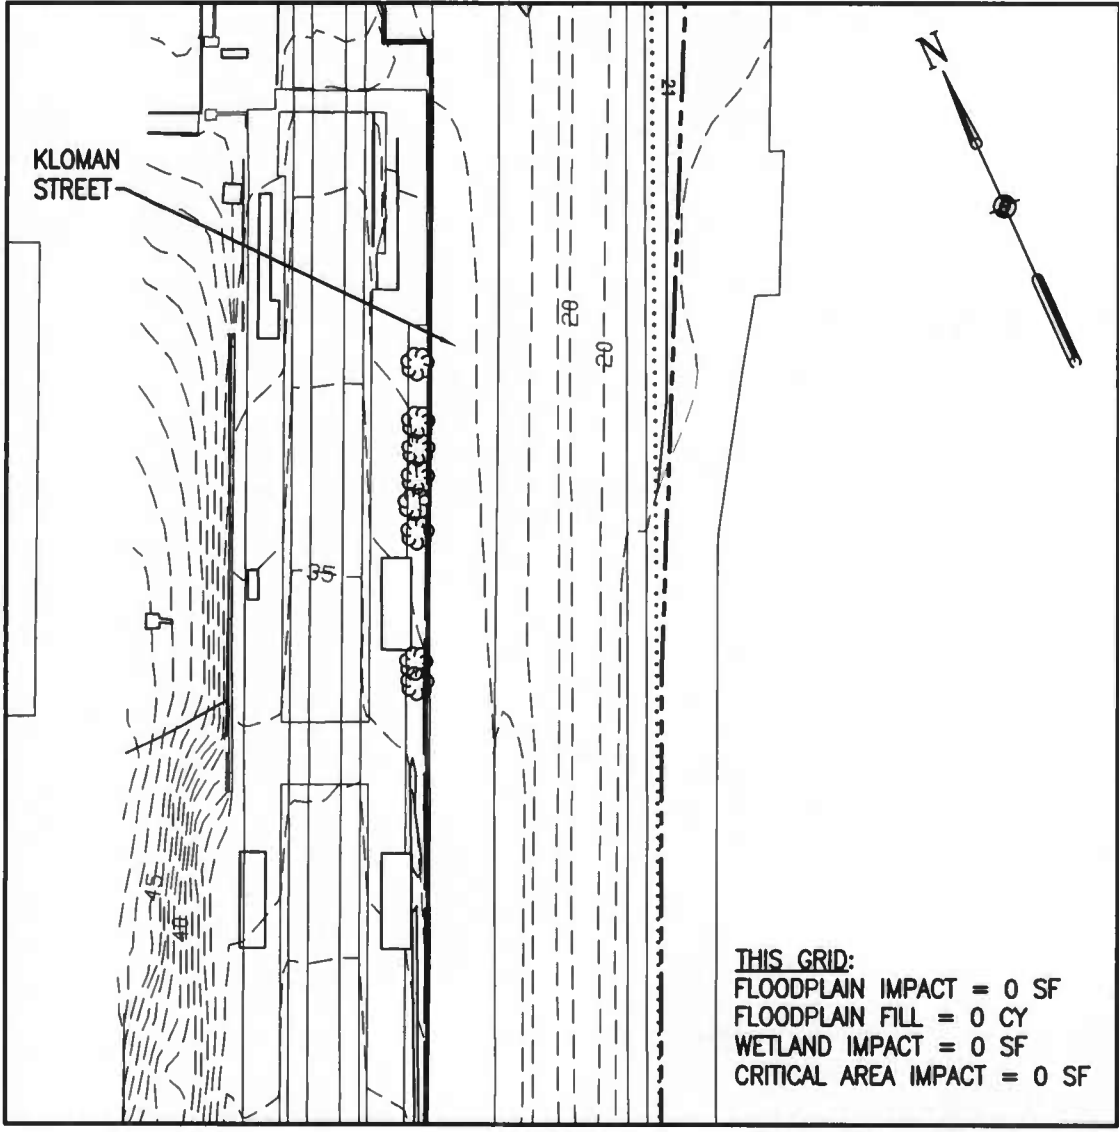 N
21
KLOMAN
STREET
20
20
35
45
40
THIS GRID:
FLOODPLAIN IMPACT = 0 SF
FLOODPLAIN FILL = 0 CY
WETLAND IMPACT = 0 SF
CRITICAL AREA IMPACT = 0 SF